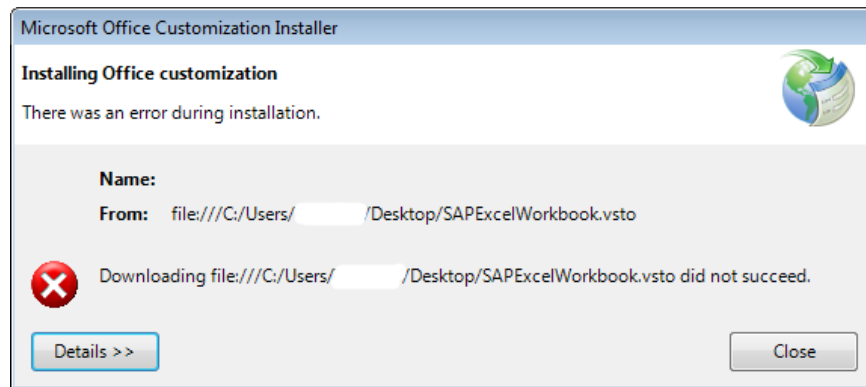 Microsoft Office Customization Installer
Installing Office customization
There was an error during installation.
Name:
From: file:///C:/Users/ /Desktop/SAPExcelWorkbook.vsto
Downloading file:///C:/Users/ /Desktop/SAPExcelWorkbook.vsto did not succeed.
Details >> Close